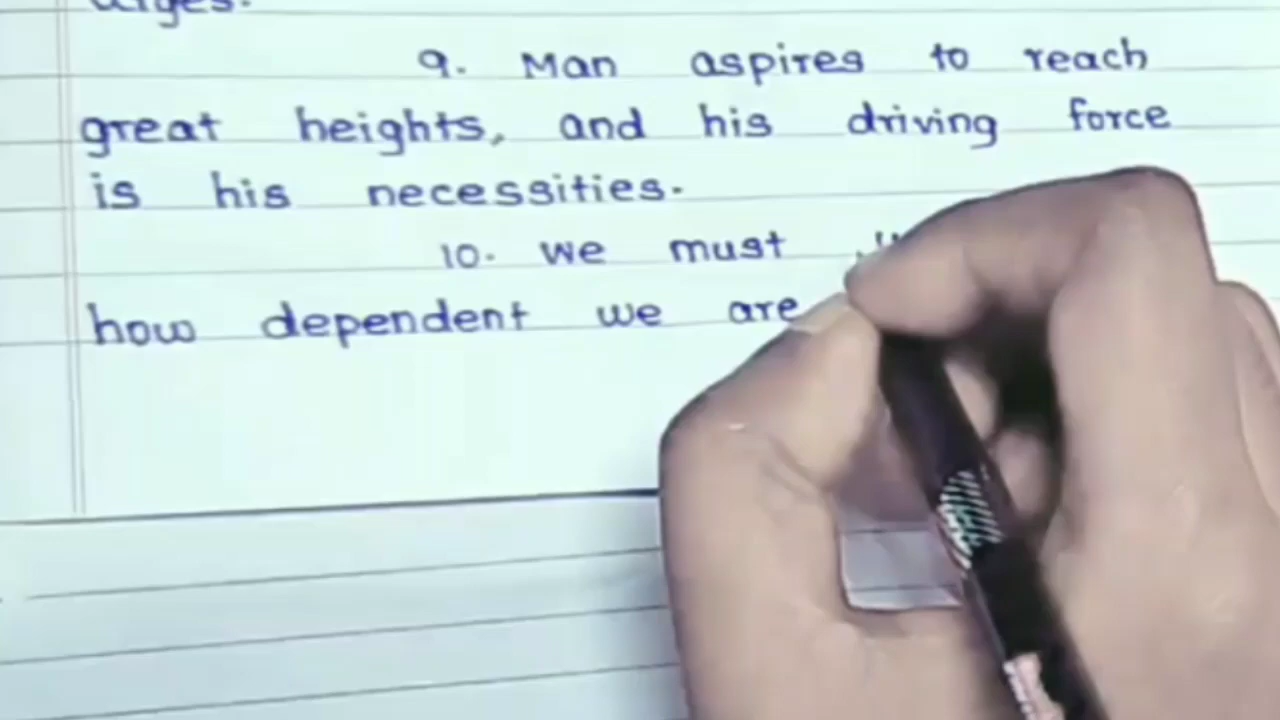 9. Man aspires to reach
great heights, and his driving force
is his necessities.
10. We must
how dependent we are